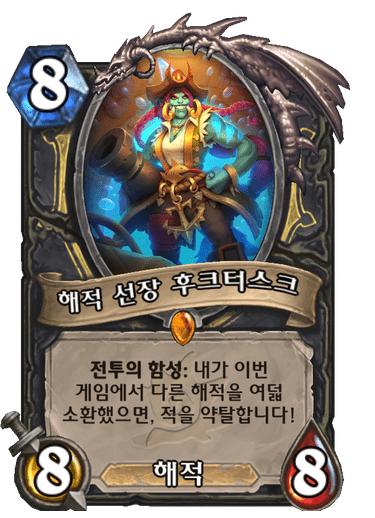 8
해적 선장 후크터스크
전투의 함성: 내가 이번
게임에서 다른 해적을 여덟
소환했으면, 적을 약탈합니다!
8
해적
8